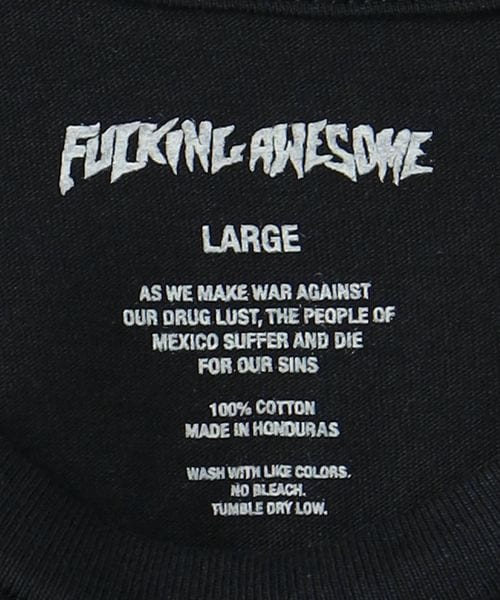 FUCKING AWESOME
LARGE
AS WE MAKE WAR AGAINST
OUR DRUG LUST, THE PEOPLE OF
MEXICO SUFFER AND DIE
FOR OUR SINS
100% COTTON
MADE IN HONDURAS
WASH WITH LIKE COLORS.
NO BLEACH.
TUMBLE DRY LOW.